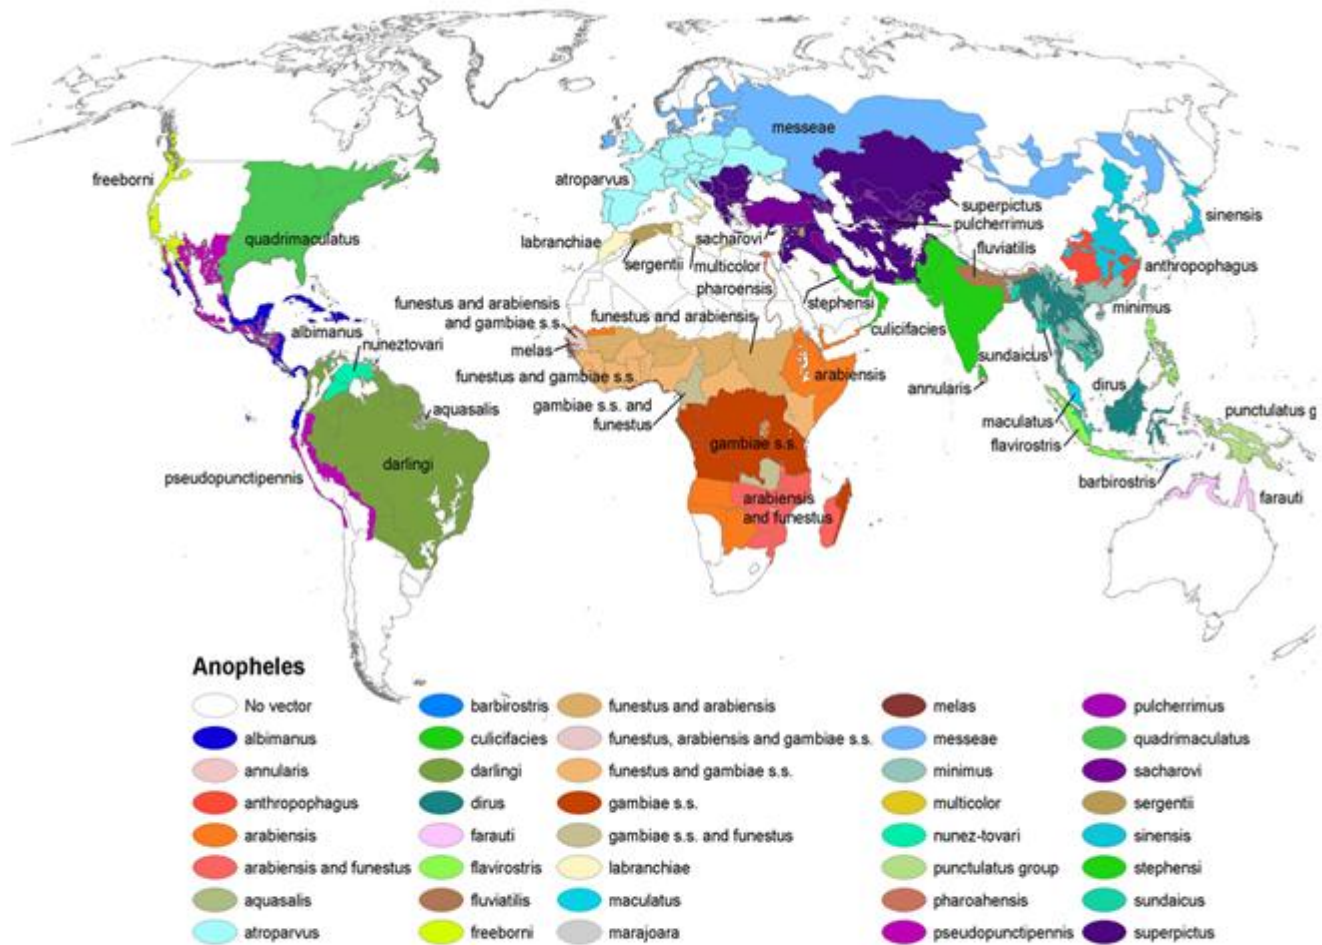 messeae
freeborni
atroparvus
superpictus
pulcherrimus
sinensis
quadrimaculatus
labranchiae
sacharovi
fluviatilis
sergentii
multicolor
anthropophagus
pharoensis
stephensi
minimus
funestus and arabiensis
and gambiae s.s.
funestus and arabiensis
albimanus
culicifacies
nuneztovari
melas
sundaicus
funestus and gambiae s.s.
arabiensis
annularis
dirus
aquasalis
gambiae s.s. and
funestus
maculatus
punctulatus g
gambiae s.s.
flavirostris
darlingi
pseudopunctipennis
barbirostris
arabiensis
and funestus
farauti
Anopheles
No vector
albimanus
annularis
anthropophagus
arabiensis
arabiensis and funestus
aquasalis
atroparvus
barbirostris
culicifacies
darlingi
dirus
farauti
flavirostris
fluviatilis
freeborni
funestus and arabiensis
funestus, arabiensis and gambiae s.s.
funestus and gambiae s.s.
gambiae s.s.
gambiae s.s. and funestus
labranchiae
maculatus
marajoara
melas
messeae
minimus
multicolor
nunez-tovari
punctulatus group
pharoahensis
pseudopunctipennis
pulcherrimus
quadrimaculatus
sacharovi
sergentii
sinensis
stephensi
sundaicus
superpictus